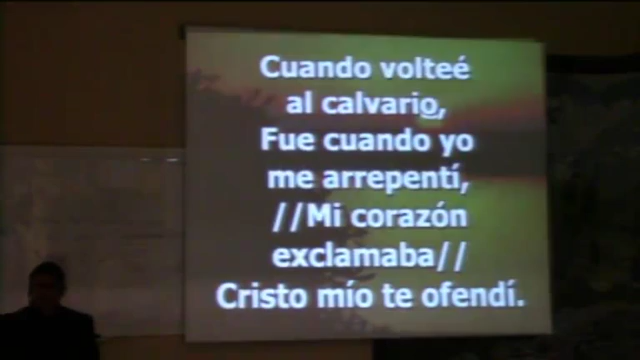 Cuando volteé
al calvario,
Fue cuando yo
me arrepentí,
//Mi corazón
exclamaba//
Cristo mío te ofendí.